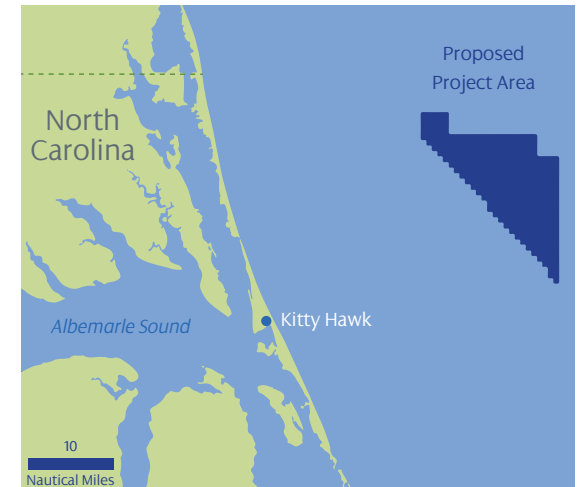 Proposed
Project Area
North
Carolina
Kitty Hawk
Albemarle Sound
10
Nautical Miles